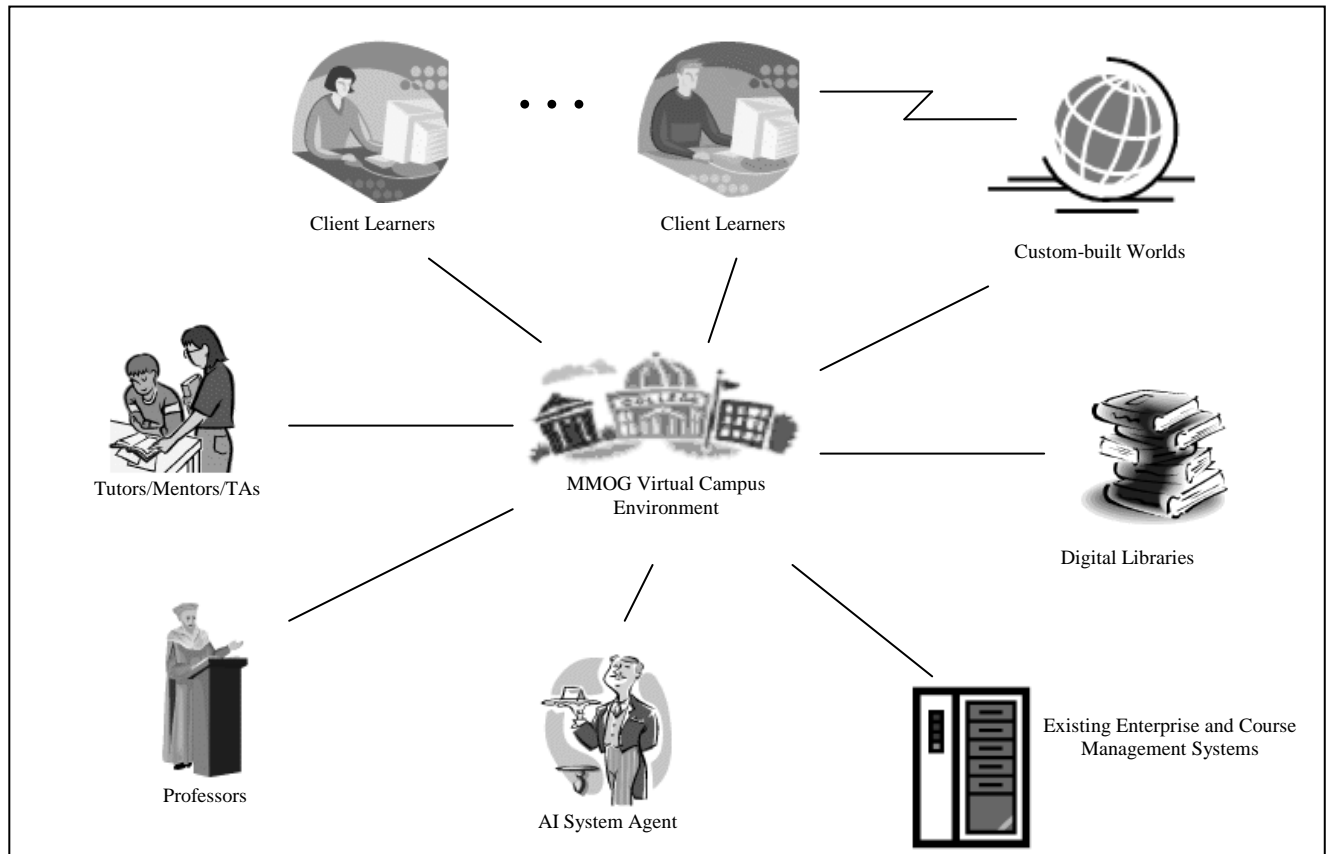 Client Learners
Client Learners
Custom-built Worlds
Tutors/Mentors/TAs
COLLEGE
MMOG Virtual Campus
Environment
Digital Libraries
Professors
AI System Agent
Existing Enterprise and Course
Management Systems